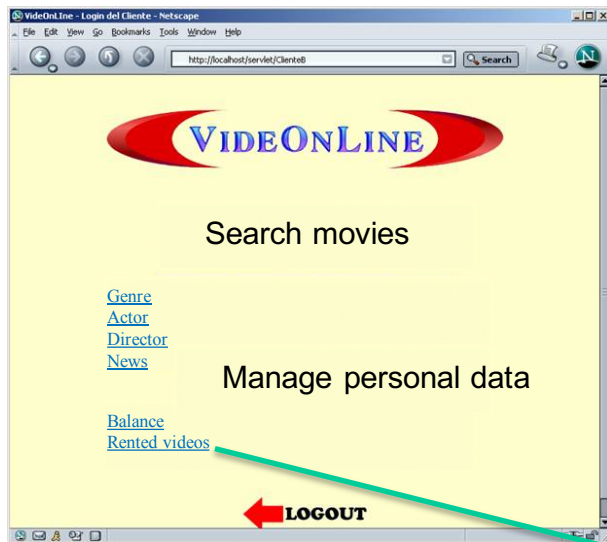 VideOnLIne - Login del Cliente - Netscape
File Edit View Go Bookmarks Tools Window Help
http://localhost/servlet/ClienteB Search N
VIDEONLINE
Search movies
Genre
Actor
Director
News
Manage personal data
Balance
Rented videos
LOGOUT